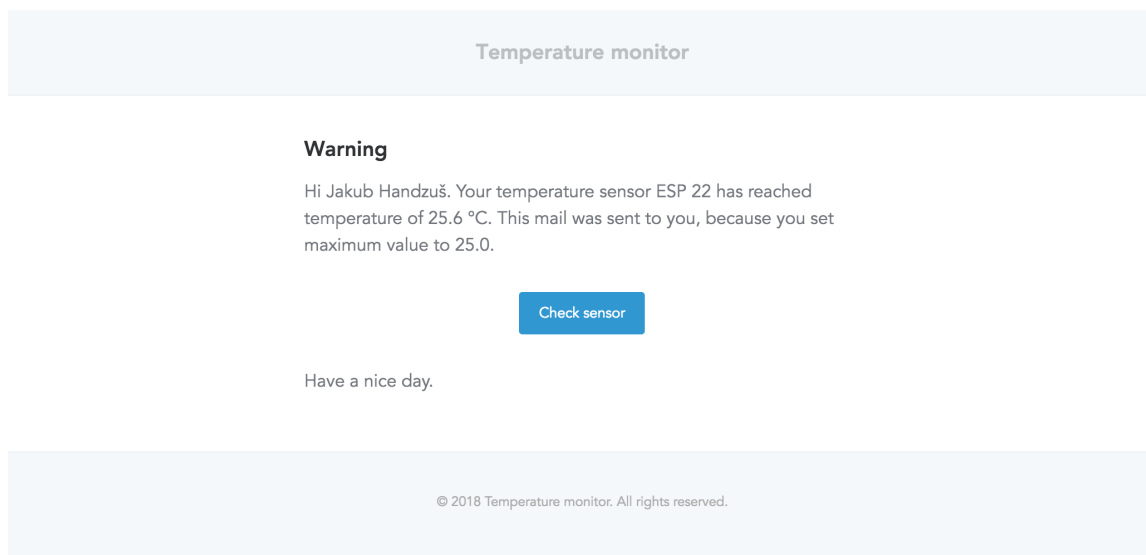 Temperature monitor
Warning
Hi Jakub Handzuš. Your temperature sensor ESP 22 has reached
temperature of 25.6 °C. This mail was sent to you, because you set
maximum value to 25.0.
Check sensor
Have a nice day.
© 2018 Temperature monitor. All rights reserved.